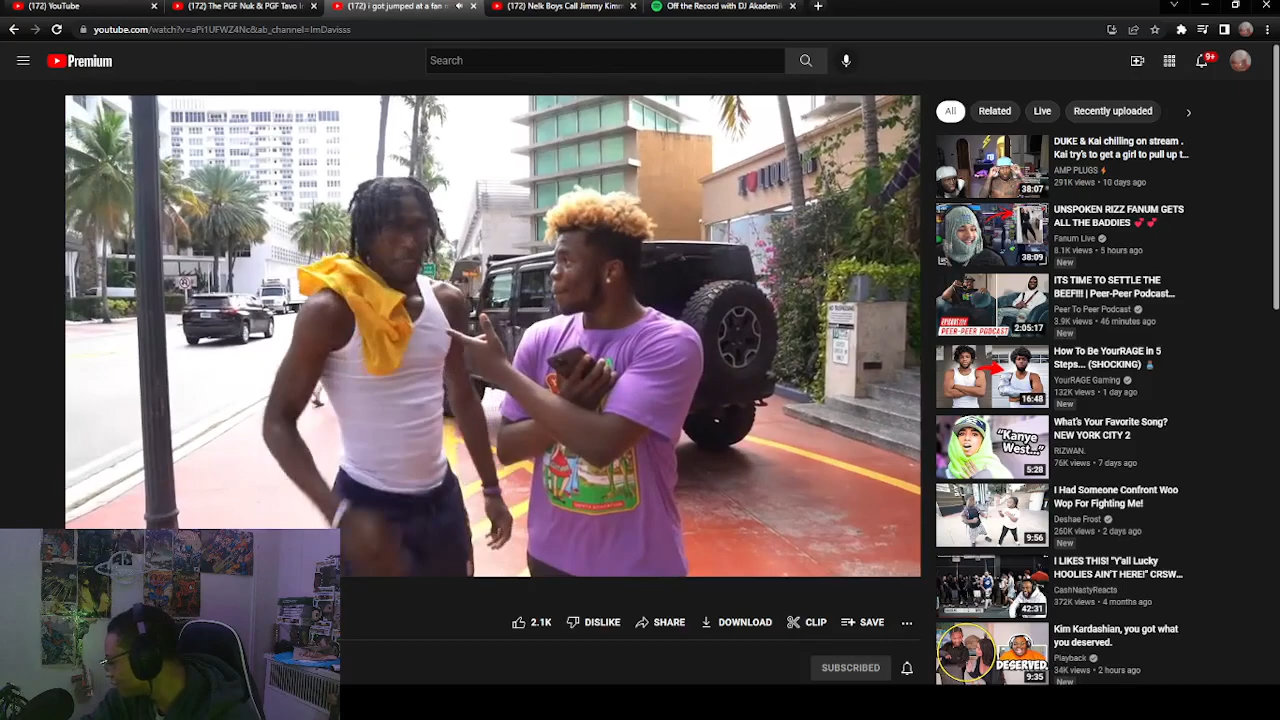 (172) YouTube
(172) The PGF Nuk & PGF Tavo In
(172) i got jumped at a fan m
(172) Nelk Boys Call Jimmy Kimm
Off the Record with DJ Akademik
youtube.com/watch?v=aPi1UFWZ4Nc&ab_channel=ImDavisss
Premium
Search
9+
All
Related
Live
Recently uploaded
DUKE & Kai chilling on stream .
Kai try's to get a girl to pull up t...
AMP PLUGS⚡
291K views • 10 days ago
38:07
UNSPOKEN RIZZ FANUM GETS
ALL THE BADDIES 💕💕
Fanum Live
8.1K views • 5 hours ago
New
38:09
ITS TIME TO SETTLE THE
BEEF!!! | Peer-Peer Podcast...
Peer To Peer Podcast
3.9K views • 46 minutes ago
New
PEER-PEER PODCAST
2:05:17
How To Be YourRAGE in 5
Steps... (SHOCKING)
YourRAGE Gaming
132K views • 1 day ago
New
16:48
What's Your Favorite Song?
NEW YORK CITY 2
RIZWAN.
76K views • 7 days ago
"Kanye
West..."
5:28
I Had Someone Confront Woo
Wop For Fighting Me!
Deshae Frost
260K views • 2 days ago
New
9:56
I LIKES THIS! "Y'all Lucky
HOOLIES AIN'T HERE!" CRSW...
CashNastyReacts
372K views • 4 months ago
42:31
Kim Kardashian, you got what
you deserved.
Playback
34K views • 2 hours ago
New
DESERVED.
9:35
2.1K
DISLIKE
SHARE
DOWNLOAD
CLIP
SAVE
SUBSCRIBED